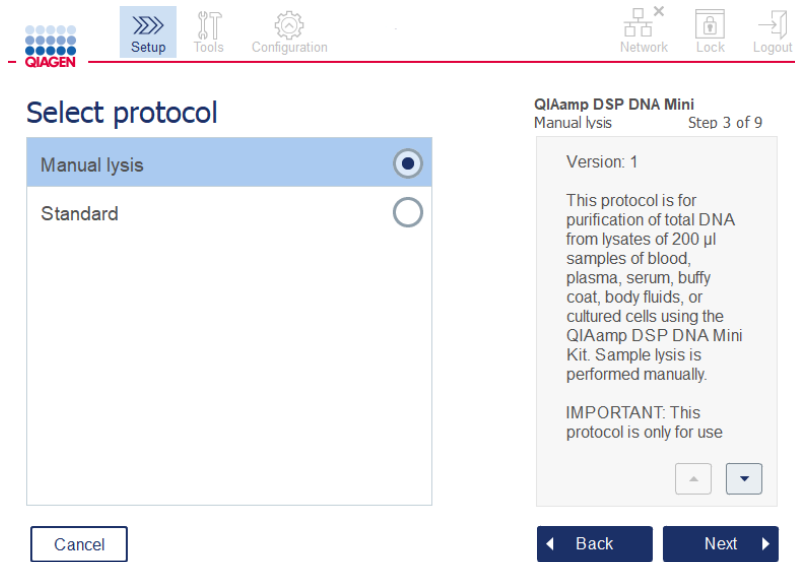 Setup
Tools
Configuration
Network
Lock
Logout
QIAGEN
Select protocol
Manual lysis
Standard
QIAamp DSP DNA Mini
Manual lysis Step 3 of 9
Version: 1
This protocol is for
purification of total DNA
from lysates of 200 µl
samples of blood,
plasma, serum, buffy
coat, body fluids, or
cultured cells using the
QIAamp DSP DNA Mini
Kit. Sample lysis is
performed manually.
IMPORTANT: This
protocol is only for use
Cancel
Back
Next